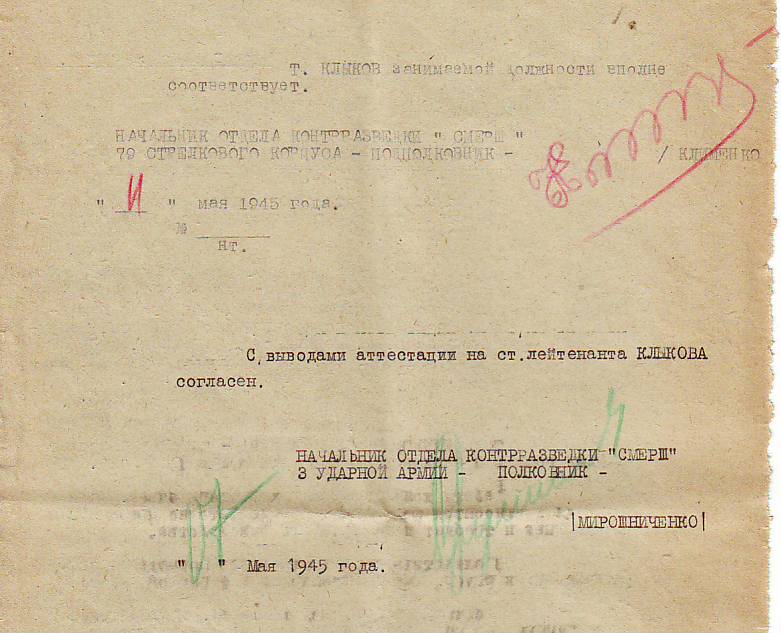 Т. КЛЫКОВ занимаемой должности вполне
соответствует.
НАЧАЛЬНИК ОТДЕЛА КОНТРРАЗВЕДКИ " СМЕРШ "
79 СТРЕЛКОВОГО КОРПУСА - ПОДПОЛКОВНИК -
/ КЛИМЕНКО
" 11 " мая 1945 года.
№
нт.
С выводами аттестации на ст.лейтенанта КЛЫКОВА
согласен.
НАЧАЛЬНИК ОТДЕЛА КОНТРРАЗВЕДКИ "СМЕРШ"
3 УДАРНОЙ АРМИИ - ПОЛКОВНИК -
|МИРОШНИЧЕНКО|
" " Мая 1945 года.